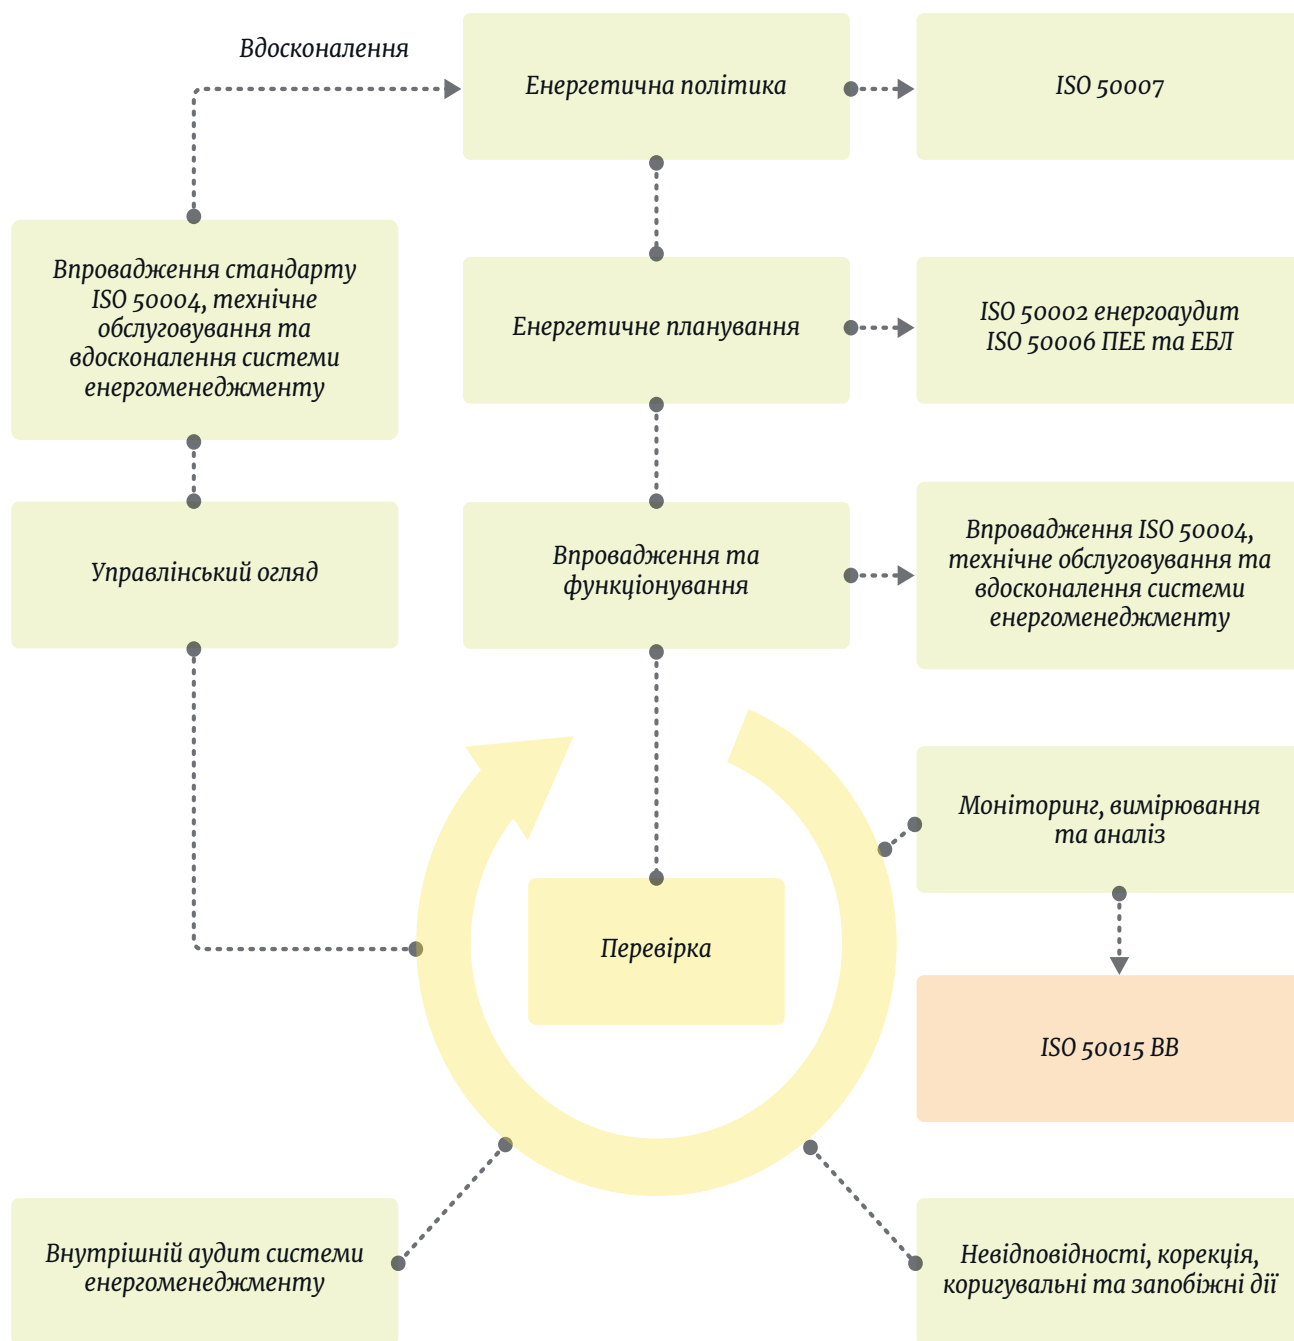 Вдосконалення
Енергетична політика
ISO 50007
Впровадження стандарту
ISO 50004, технічне
обслуговування та
вдосконалення системи
енергоменеджменту
Енергетичне планування
ISO 50002 енергоаудит
ISO 50006 ПЕЕ та ЕБЛ
Управлінський огляд
Впровадження та
функціонування
Впровадження ISO 50004,
технічне обслуговування та
вдосконалення системи
енергоменеджменту
Моніторинг, вимірювання
та аналіз
Перевірка
ISO 50015 ВВ
Внутрішній аудит системи
енергоменеджменту
Невідповідності, корекція,
коригувальні та запобіжні дії